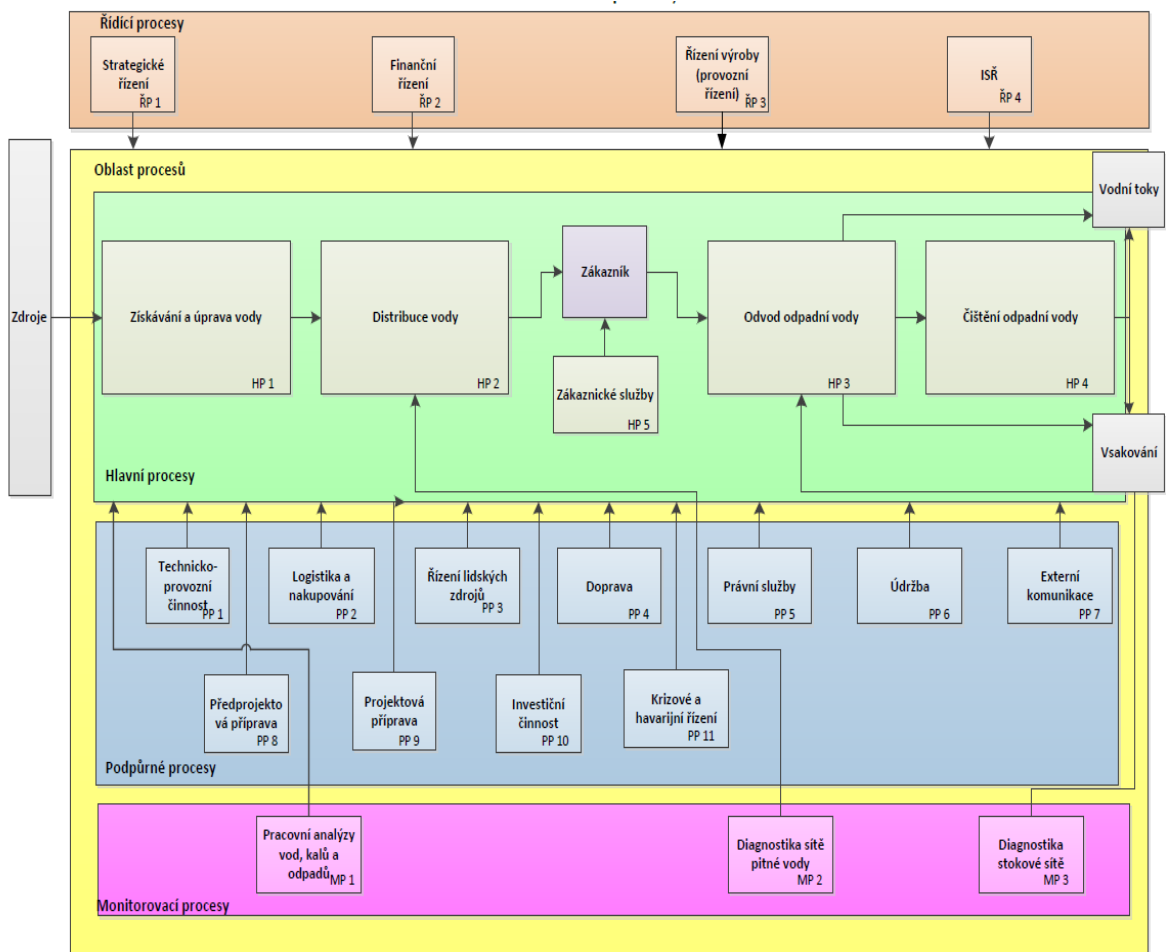 Řídící procesy
Strategické
řízení
ŘP 1
Finanční
řízení
ŘP 2
Řízení výroby
(provozní
řízení)
ŘP 3
ISŘ
ŘP 4
Oblast procesů
Vodní toky
Zdroje
Získávání a úprava vody
HP 1
Distribuce vody
HP 2
Zákazník
Zákaznické služby
HP 5
Odvod odpadní vody
HP 3
Čištění odpadní vody
HP 4
Vsakování
Hlavní procesy
Technicko-
provozní
činnost
PP 1
Logistika a
nakupování
PP 2
Řízení lidských
zdrojů
PP 3
Doprava
PP 4
Právní služby
PP 5
Údržba
PP 6
Externí
komunikace
PP 7
Předprojekto
vá příprava
PP 8
Projektová
příprava
PP 9
Investiční
činnost
PP 10
Krizové a
havarijní řízení
PP 11
Podpůrné procesy
Pracovní analýzy
vod, kalů a
odpadů
MP 1
Diagnostika sítě
pitné vody
MP 2
Diagnostika
stokové sítě
MP 3
Monitorovací procesy